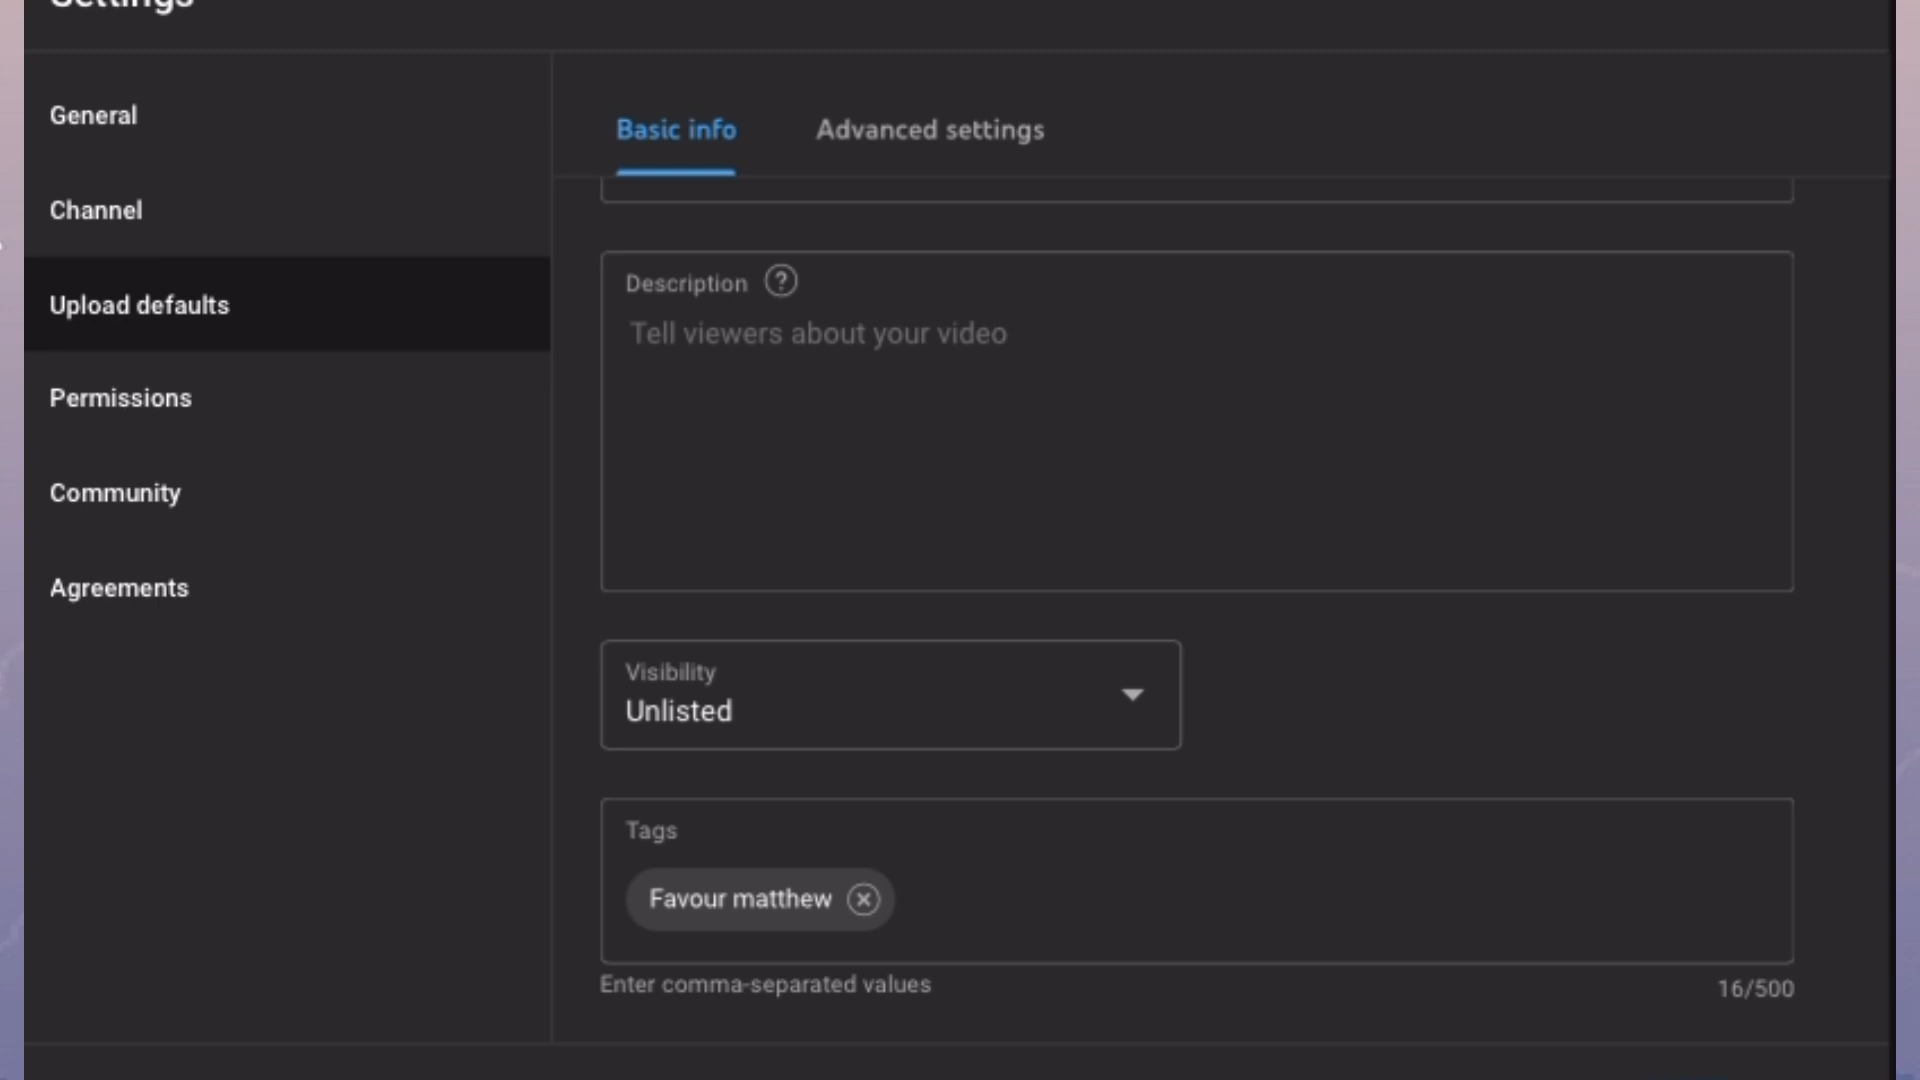 Settings
General
Channel
Upload defaults
Permissions
Community
Agreements
Basic info
Advanced settings
Description ?
Tell viewers about your video
Visibility
Unlisted
Tags
Favour matthew
Enter comma-separated values
16/500